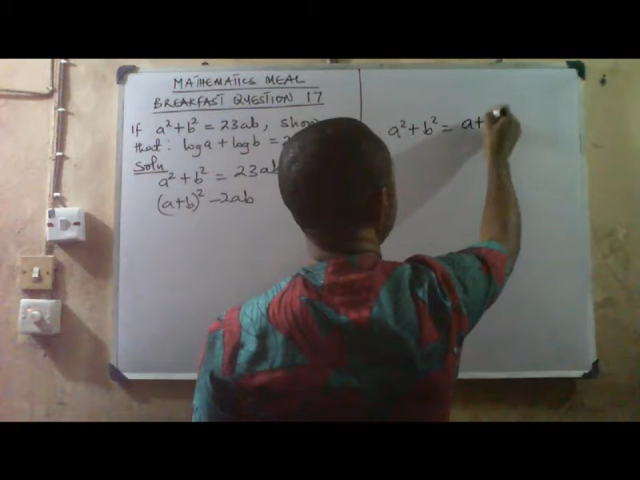 MATHEMATICS MEAL
BREAKFAST QUESTION 17
If a² + b² = 23ab, show
that: log a + log b = 2
Soln
a² + b² = 23ab
(a+b)² - 2ab
a² + b² = a+